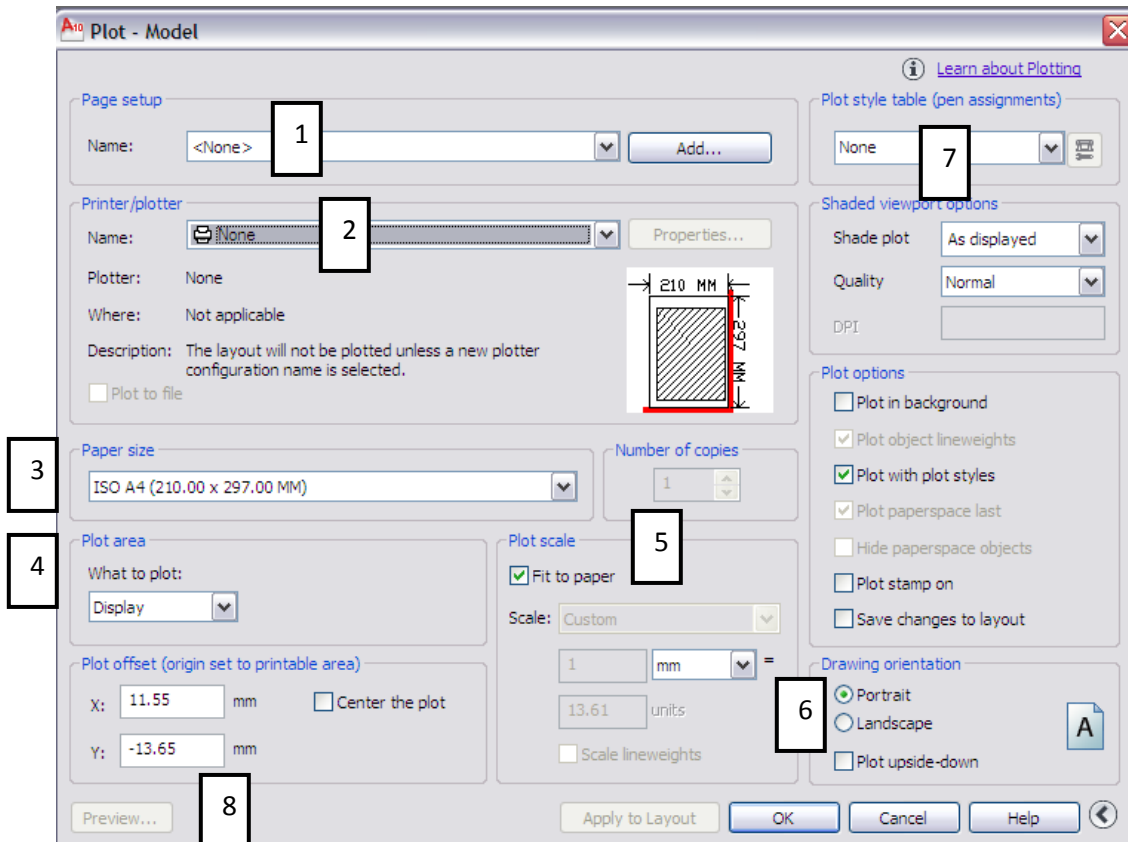 A10 Plot - Model
Learn about Plotting
Page setup
1
Name: <None> Add...
Plot style table (pen assignments)
None
7
Printer/plotter
2
Name: None Properties...
Plotter: None
Where: Not applicable
Description: The layout will not be plotted unless a new plotter
configuration name is selected.
Plot to file
210 MM
297 MM
Shaded viewport options
Shade plot As displayed
Quality Normal
DPI
3
Paper size
ISO A4 (210.00 x 297.00 MM)
Number of copies
1
Plot options
Plot in background
Plot object lineweights
Plot with plot styles
Plot paperspace last
Hide paperspace objects
Plot stamp on
Save changes to layout
4
Plot area
What to plot:
Display
Plot scale
5
Fit to paper
Scale: Custom
1 mm =
13.61 units
Scale lineweights
Plot offset (origin set to printable area)
X: 11.55 mm Center the plot
Y: -13.65 mm
8
Drawing orientation
6
Portrait
Landscape
Plot upside-down
A
Preview... Apply to Layout OK Cancel Help